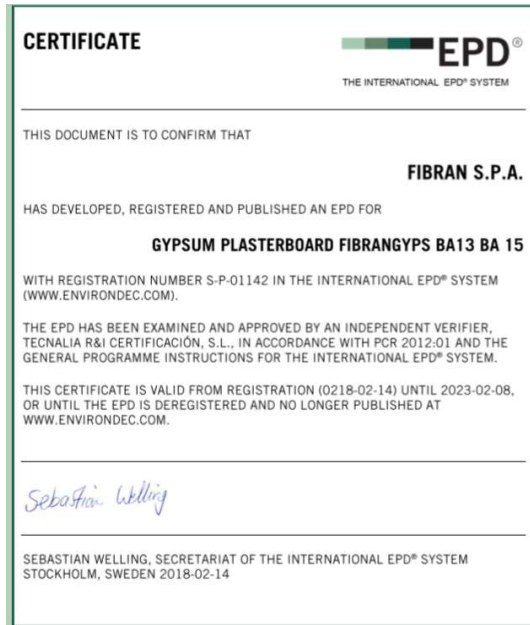 CERTIFICATE
EPD®
THE INTERNATIONAL EPD® SYSTEM
THIS DOCUMENT IS TO CONFIRM THAT
FIBRAN S.P.A.
HAS DEVELOPED, REGISTERED AND PUBLISHED AN EPD FOR
GYPSUM PLASTERBOARD FIBRANGYPS BA13 BA 15
WITH REGISTRATION NUMBER S-P-01142 IN THE INTERNATIONAL EPD® SYSTEM
(WWW.ENVIRONDEC.COM).
THE EPD HAS BEEN EXAMINED AND APPROVED BY AN INDEPENDENT VERIFIER,
TECNALIA R&I CERTIFICACIÓN, S.L., IN ACCORDANCE WITH PCR 2012:01 AND THE
GENERAL PROGRAMME INSTRUCTIONS FOR THE INTERNATIONAL EPD® SYSTEM.
THIS CERTIFICATE IS VALID FROM REGISTRATION (0218-02-14) UNTIL 2023-02-08,
OR UNTIL THE EPD IS DEREGISTERED AND NO LONGER PUBLISHED AT
WWW.ENVIRONDEC.COM.
Sebastian Welling
SEBASTIAN WELLING, SECRETARIAT OF THE INTERNATIONAL EPD® SYSTEM
STOCKHOLM, SWEDEN 2018-02-14